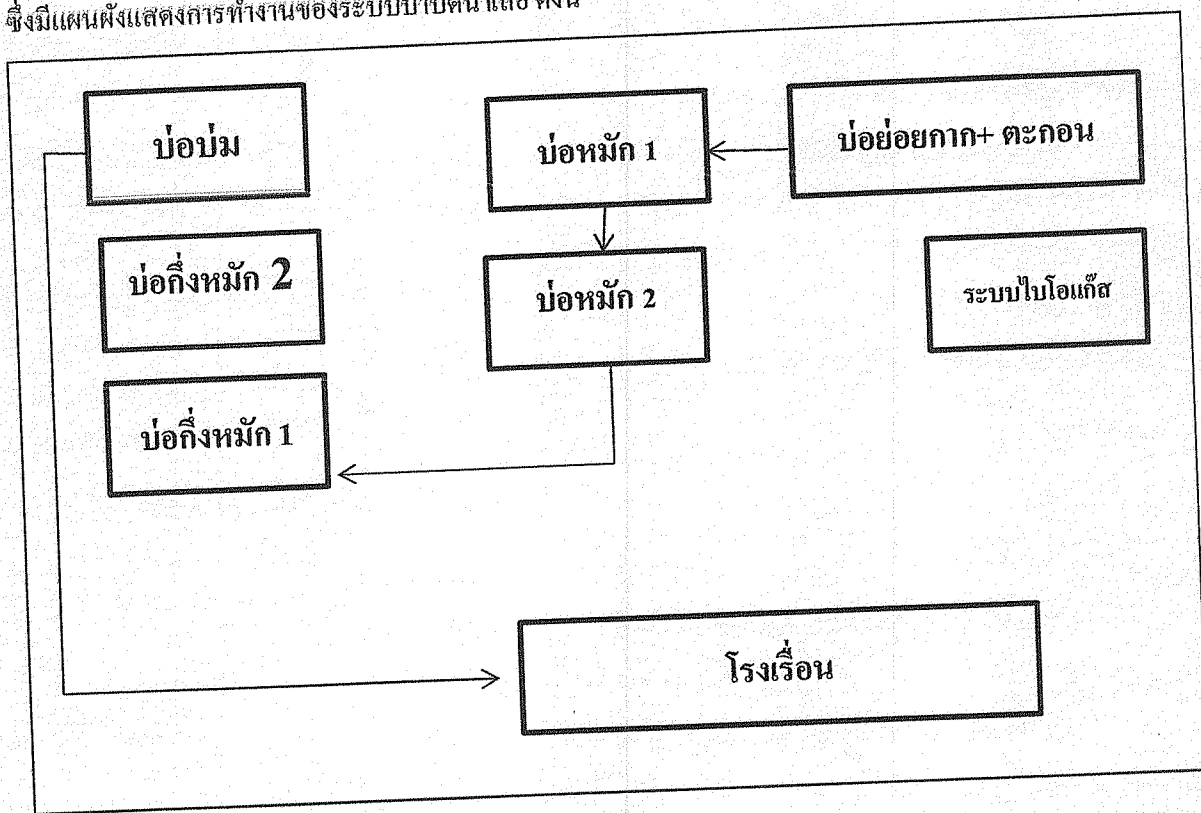 ซึ่งมีแผนผังแสดงการทำงานของระบบบำบัดน้ำเสีย ดังนี้
บ่อบ่ม
บ่อหมัก 1
บ่อย่อยกาก+ ตะกอน
บ่อกึ่งหมัก 2
บ่อหมัก 2
ระบบไบโอแก๊ส
บ่อกึ่งหมัก 1
โรงเรื่อน